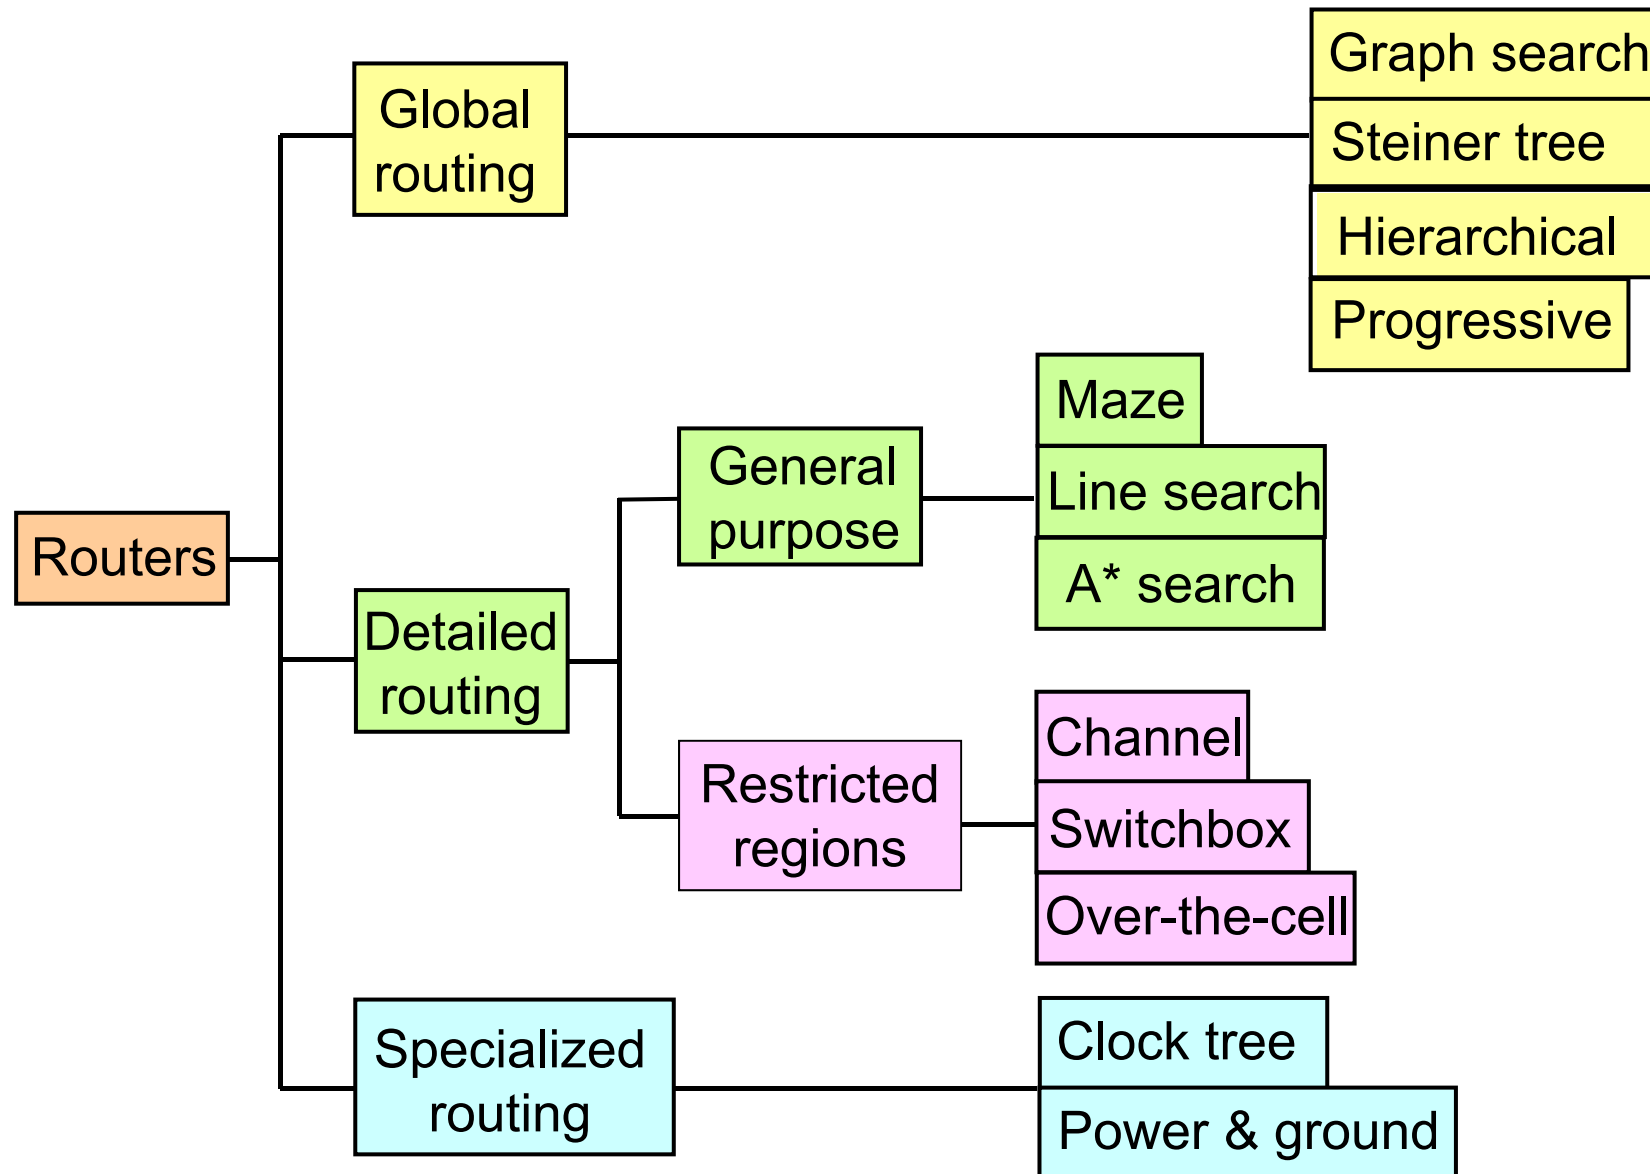 Routers
Global
routing
Graph search
Steiner tree
Hierarchical
Progressive
Detailed
routing
General
purpose
Maze
Line search
A* search
Restricted
regions
Channel
Switchbox
Over-the-cell
Specialized
routing
Clock tree
Power & ground